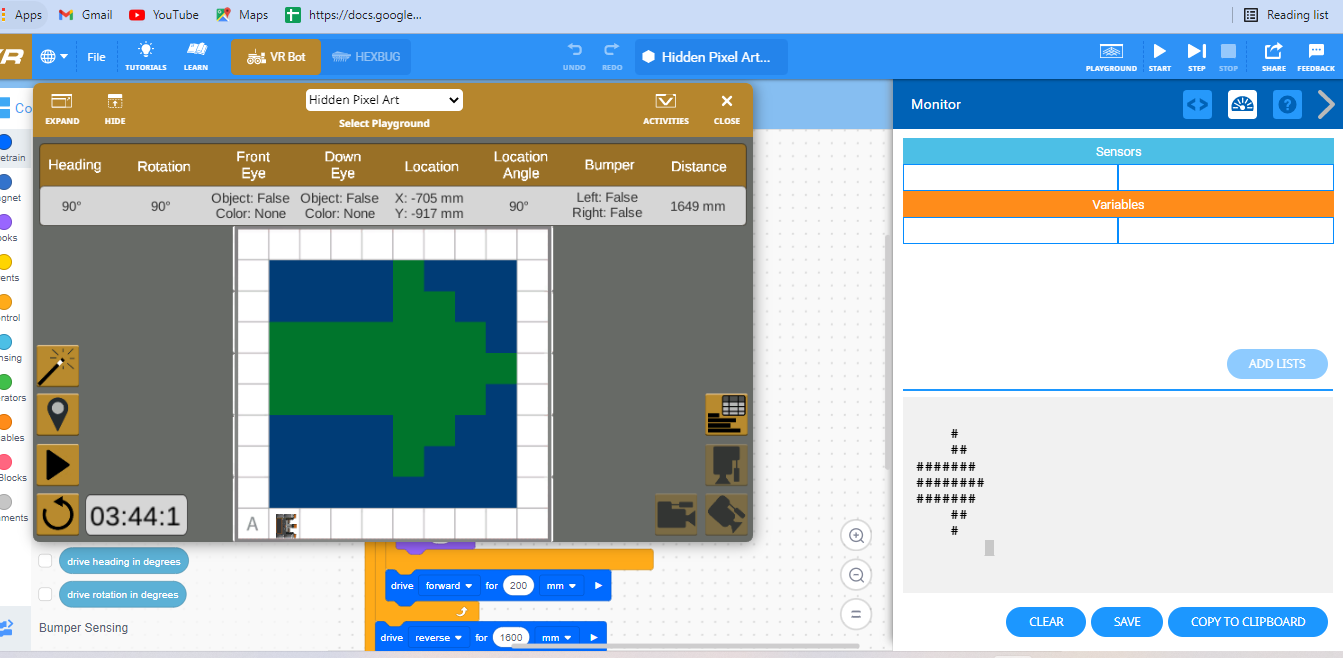 Apps Gmail YouTube Maps https://docs.google... Reading list
VR File TUTORIALS LEARN VR Bot HEXBUG UNDO REDO Hidden Pixel Art... PLAYGROUND START STEP STOP SHARE FEEDBACK
Co
EXPAND HIDE Hidden Pixel Art ACTIVITIES CLOSE
Select Playground
Heading Rotation Front Eye Down Eye Location Location Angle Bumper Distance
90° 90° Object: False Object: False X: -705 mm 90° Left: False 1649 mm
Color: None Color: None Y: -917 mm Right: False
etrain
gnet
ooks
ents
ntrol
nsing
rators
ables
Blocks
ments
A
03:44:1
drive heading in degrees
drive rotation in degrees
Bumper Sensing
drive forward for 200 mm
drive reverse for 1600 mm
Monitor
Sensors
Variables
ADD LISTS
#
##
#######
########
#######
##
#
CLEAR SAVE COPY TO CLIPBOARD